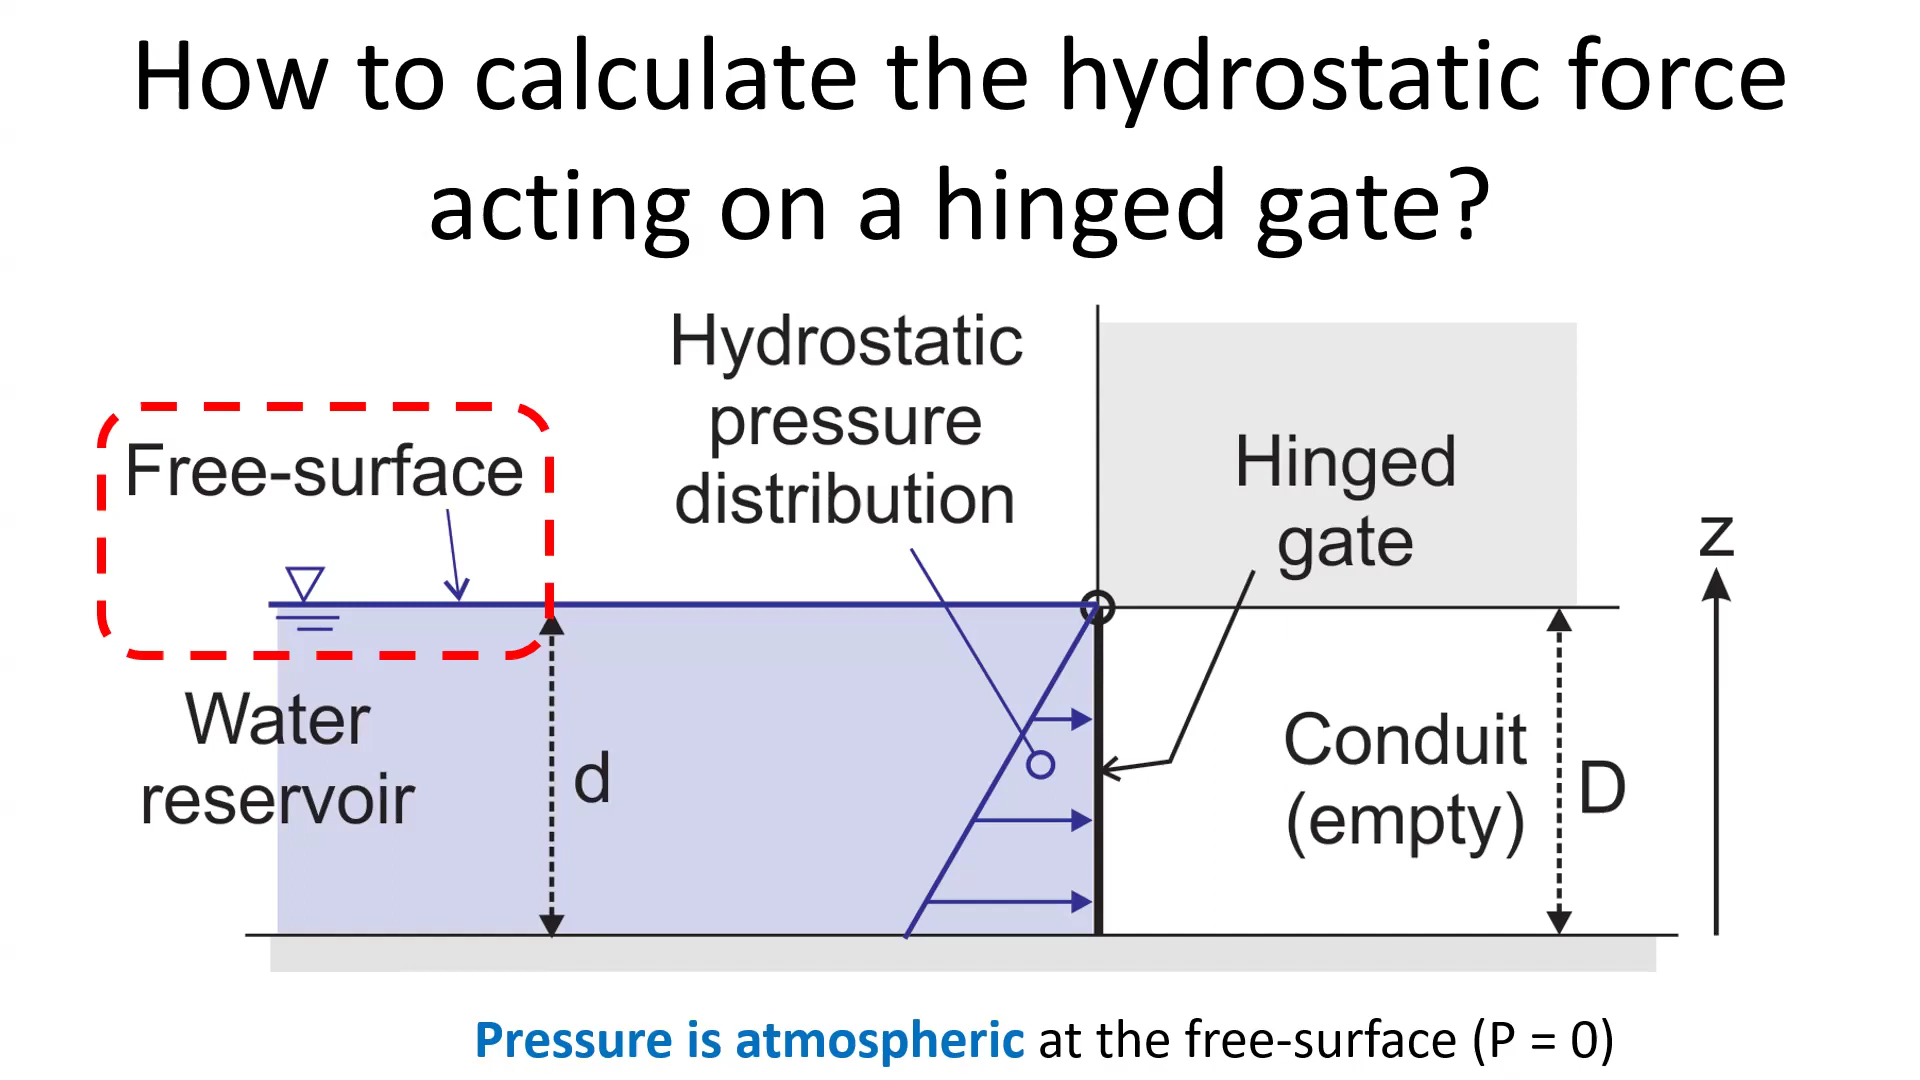 How to calculate the hydrostatic force
acting on a hinged gate?
Hydrostatic
pressure
distribution
Free-surface
Hinged
gate
z
Water
reservoir
d
Conduit
(empty)
D
Pressure is atmospheric at the free-surface (P = 0)